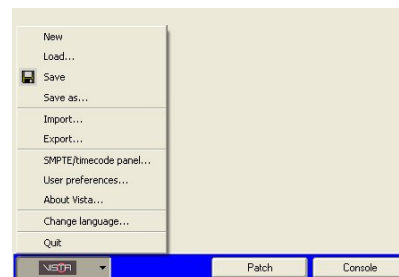 New
Load...
Save
Save as...
Import...
Export...
SMPTE/timecode panel...
User preferences...
About Vista...
Change language...
Quit
VISTA
Patch
Console